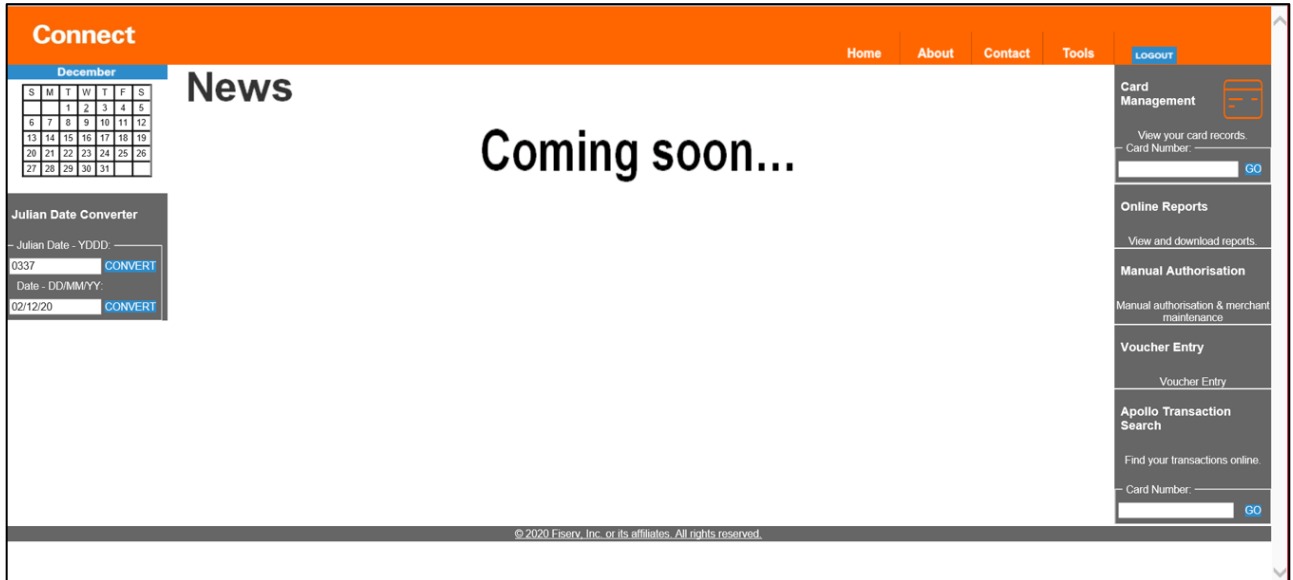 Connect
Home About Contact Tools LOGOUT
December
S M T W T F S
1 2 3 4 5
6 7 8 9 10 11 12
13 14 15 16 17 18 19
20 21 22 23 24 25 26
27 28 29 30 31
Julian Date Converter
Julian Date - YDDD:
0337 CONVERT
Date - DD/MM/YY:
02/12/20 CONVERT
News
Coming soon...
Card
Management
View your card records.
Card Number:
GO
Online Reports
View and download reports.
Manual Authorisation
Manual authorisation & merchant
maintenance
Voucher Entry
Voucher Entry
Apollo Transaction
Search
Find your transactions online.
Card Number:
GO
© 2020 Fiserv, Inc. or its affiliates. All rights reserved.